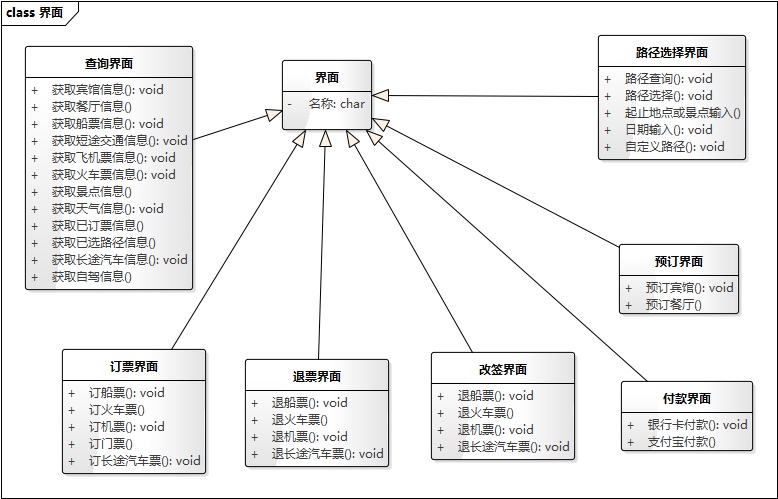 class 界面
查询界面
+ 获取宾馆信息(): void
+ 获取餐厅信息()
+ 获取船票信息(): void
+ 获取短途交通信息(): void
+ 获取飞机票信息(): void
+ 获取火车票信息(): void
+ 获取景点信息()
+ 获取天气信息(): void
+ 获取已订票信息()
+ 获取已选路径信息()
+ 获取长途汽车信息(): void
+ 获取自驾信息()
界面
- 名称: char
路径选择界面
+ 路径查询(): void
+ 路径选择(): void
+ 起止地点或景点输入()
+ 日期输入(): void
+ 自定义路径(): void
预订界面
+ 预订宾馆(): void
+ 预订餐厅()
订票界面
+ 订船票(): void
+ 订火车票()
+ 订机票(): void
+ 订门票()
+ 订长途汽车票(): void
退票界面
+ 退船票(): void
+ 退火车票()
+ 退机票(): void
+ 退长途汽车票(): void
改签界面
+ 退船票(): void
+ 退火车票()
+ 退机票(): void
+ 退长途汽车票(): void
付款界面
+ 银行卡付款(): void
+ 支付宝付款()